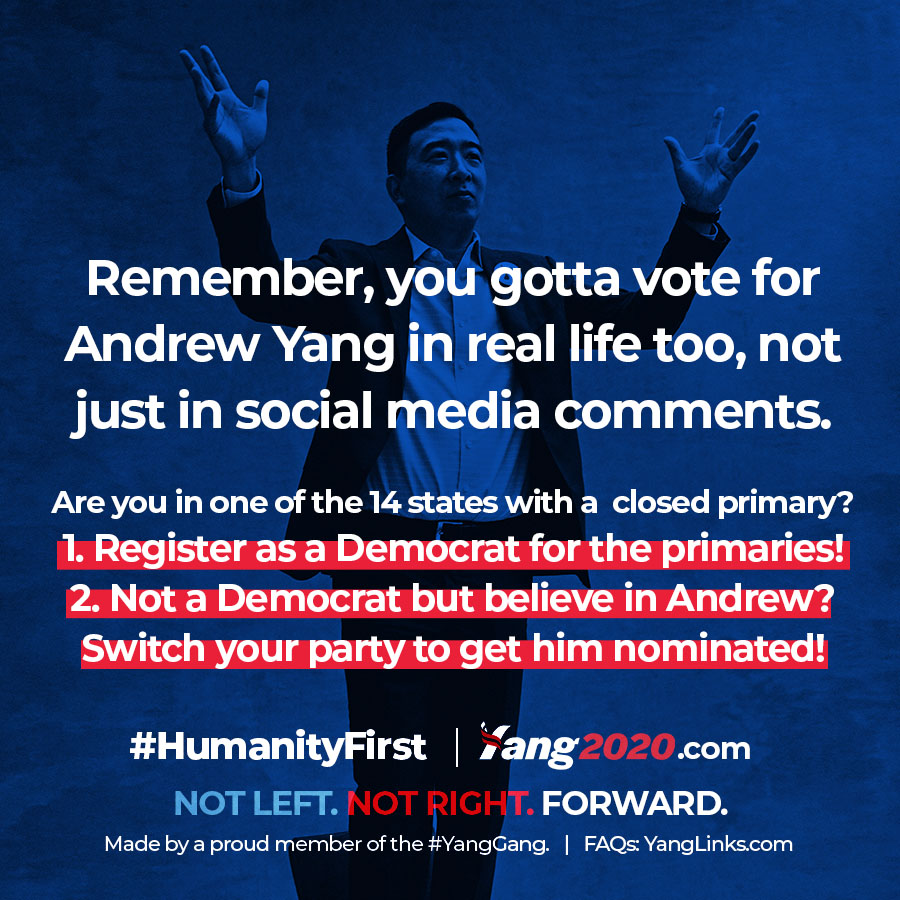 Remember, you gotta vote for
Andrew Yang in real life too, not
just in social media comments.
Are you in one of the 14 states with a closed primary?
1. Register as a Democrat for the primaries!
2. Not a Democrat but believe in Andrew?
Switch your party to get him nominated!
#HumanityFirst | Yang2020.com
NOT LEFT. NOT RIGHT. FORWARD.
Made by a proud member of the #YangGang. | FAQs: YangLinks.com